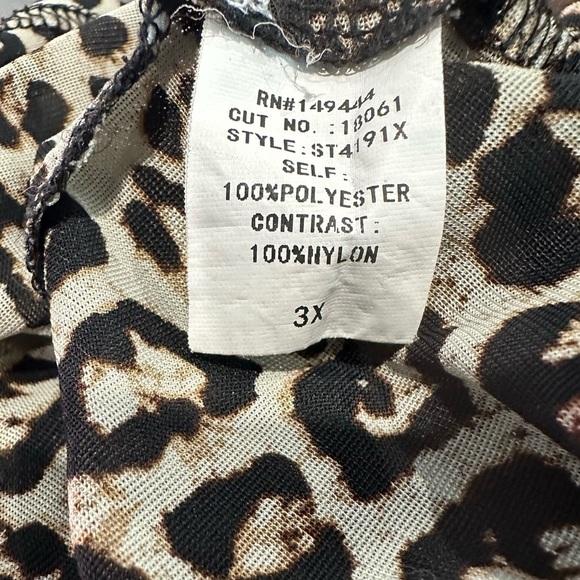 RN#149444
CUT NO.:18061
STYLE:ST4191X
SELF:
100%POLYESTER
CONTRAST:
100%NYLON
3X